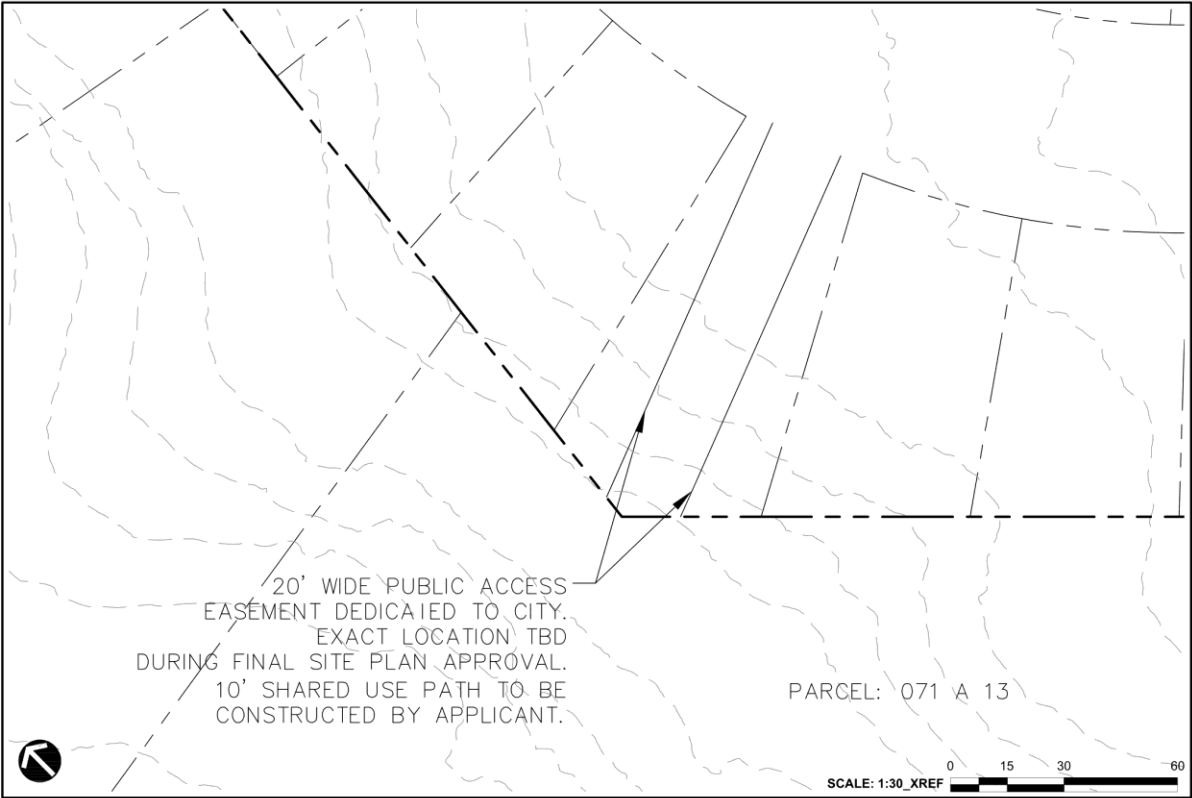 20' WIDE PUBLIC ACCESS
EASEMENT DEDICATED TO CITY.
EXACT LOCATION TBD
DURING FINAL SITE PLAN APPROVAL.
10' SHARED USE PATH TO BE
CONSTRUCTED BY APPLICANT.
PARCEL: 071 A 13
SCALE: 1:30_XREF
0 15 30 60